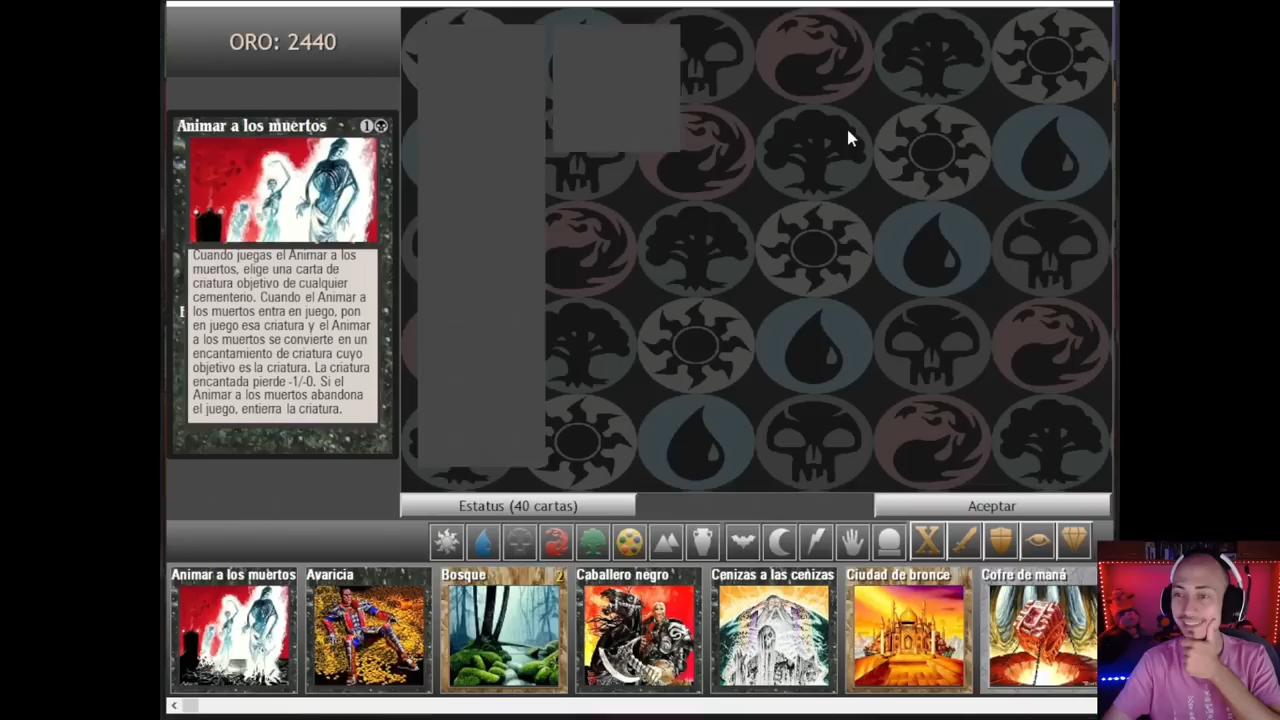 ORO: 2440
Animar a los muertos 1
Cuando juegas el Animar a los
muertos, elige una carta de
criatura objetivo de cualquier
cementerio. Cuando el Animar a
los muertos entra en juego, pon
en juego esa criatura y el Animar
a los muertos se convierte en un
encantamiento de criatura cuyo
objetivo es la criatura. La criatura
encantada pierde -1/-0. Si el
Animar a los muertos abandona
el juego, entierra la criatura.
Estatus (40 cartas)
Aceptar
X
Animar a los muertos
Avaricia
Bosque 2
Caballero negro
Cenizas a las cenizas
Ciudad de bronce
Cofre de maná